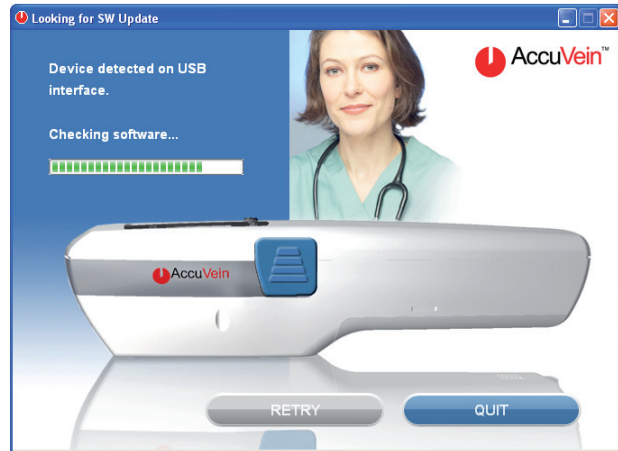 Looking for SW Update
AccuVein™
Device detected on USB
interface.
Checking software...
AccuVein
RETRY
QUIT